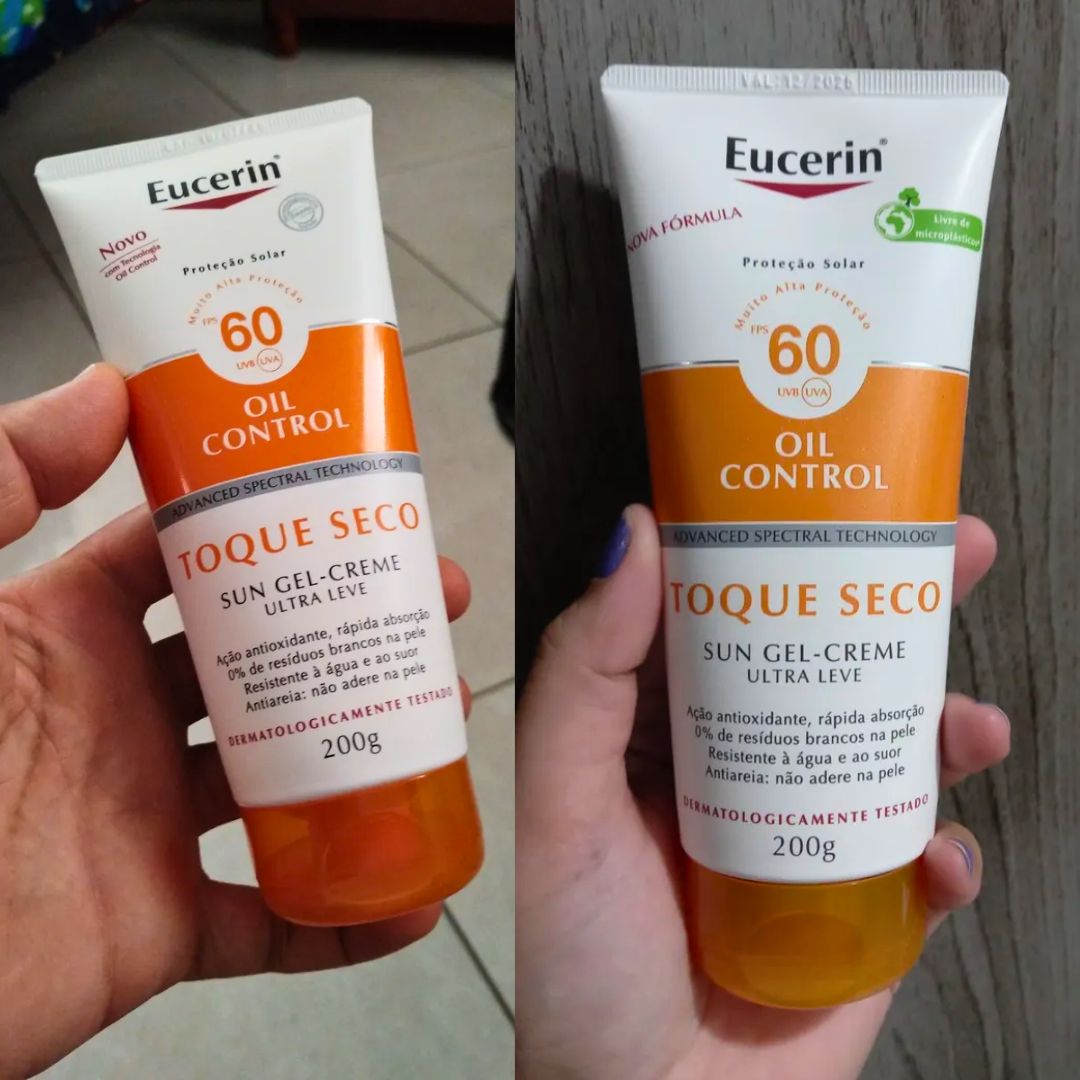 Eucerin®
Novo
com Tecnologia
Oil Control
Proteção Solar
Muito Alta Proteção
FPS 60
UVB UVA
OIL
CONTROL
ADVANCED SPECTRAL TECHNOLOGY
TOQUE SECO
SUN GEL-CREME
ULTRA LEVE
Ação antioxidante, rápida absorção
0% de resíduos brancos na pele
Resistente à água e ao suor
Antiareia: não adere na pele
DERMATOLOGICAMENTE TESTADO
200g
VAL:12/2025
Eucerin®
NOVA FÓRMULA
Livre de
microplásticos*
Proteção Solar
Muito Alta Proteção
FPS 60
UVB UVA
OIL
CONTROL
ADVANCED SPECTRAL TECHNOLOGY
TOQUE SECO
SUN GEL-CREME
ULTRA LEVE
Ação antioxidante, rápida absorção
0% de resíduos brancos na pele
Resistente à água e ao suor
Antiareia: não adere na pele
DERMATOLOGICAMENTE TESTADO
200g